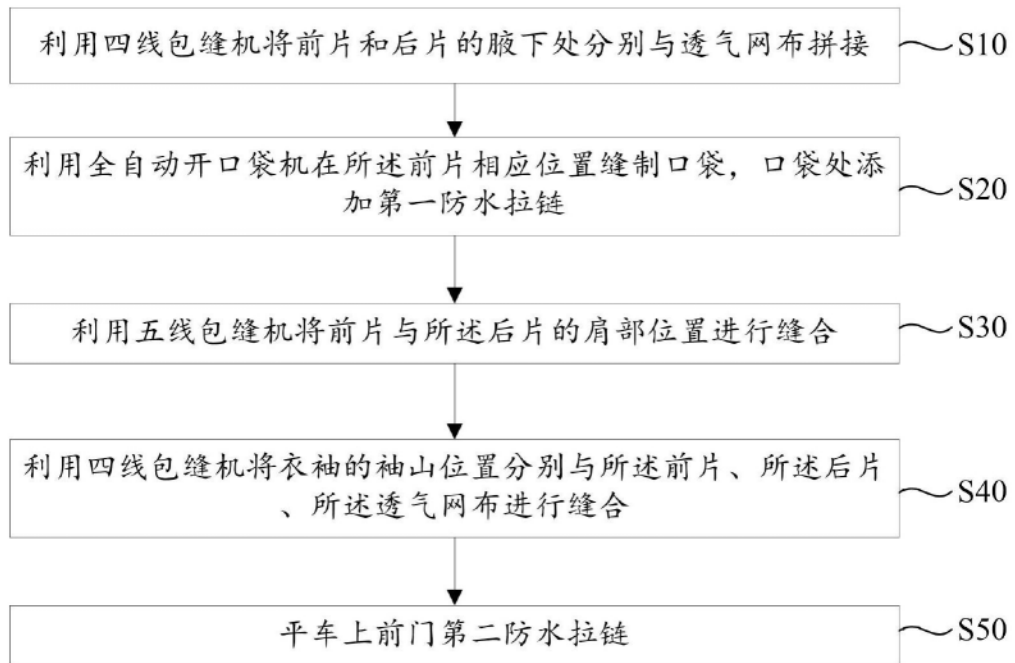 利用四线包缝机将前片和后片的腋下处分别与透气网布拼接
S10
利用全自动开口袋机在所述前片相应位置缝制口袋，口袋处添
加第一防水拉链
S20
利用五线包缝机将前片与所述后片的肩部位置进行缝合
S30
利用四线包缝机将衣袖的袖山位置分别与所述前片、所述后片
、所述透气网布进行缝合
S40
平车上前门第二防水拉链
S50